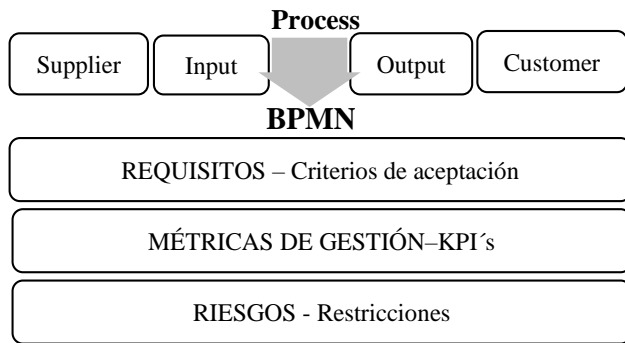 Process
Supplier Input Output Customer
BPMN
REQUISITOS – Criterios de aceptación
MÉTRICAS DE GESTIÓN–KPI´s
RIESGOS - Restricciones